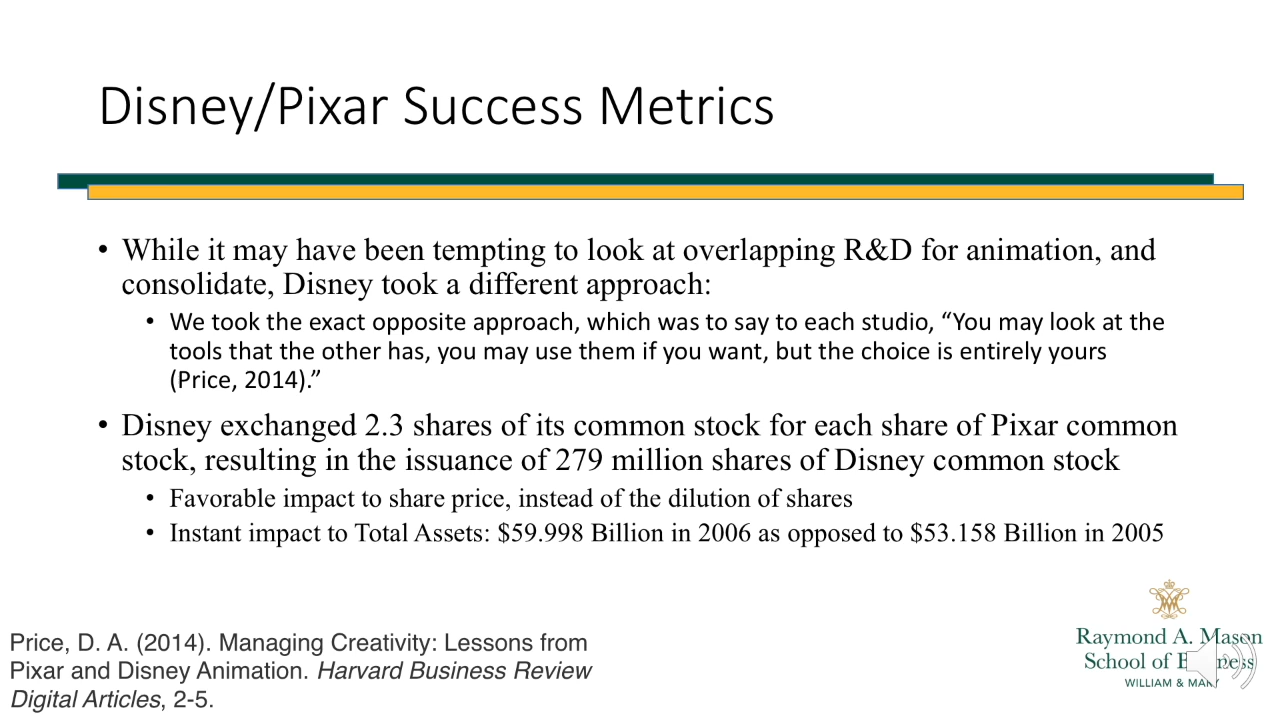 Disney/Pixar Success Metrics
• While it may have been tempting to look at overlapping R&D for animation, and
consolidate, Disney took a different approach:
• We took the exact opposite approach, which was to say to each studio, “You may look at the
tools that the other has, you may use them if you want, but the choice is entirely yours
(Price, 2014).”
• Disney exchanged 2.3 shares of its common stock for each share of Pixar common
stock, resulting in the issuance of 279 million shares of Disney common stock
• Favorable impact to share price, instead of the dilution of shares
• Instant impact to Total Assets: $59.998 Billion in 2006 as opposed to $53.158 Billion in 2005
Price, D. A. (2014). Managing Creativity: Lessons from
Pixar and Disney Animation. Harvard Business Review
Digital Articles, 2-5.
Raymond A. Mason
School of Business
WILLIAM & MARY